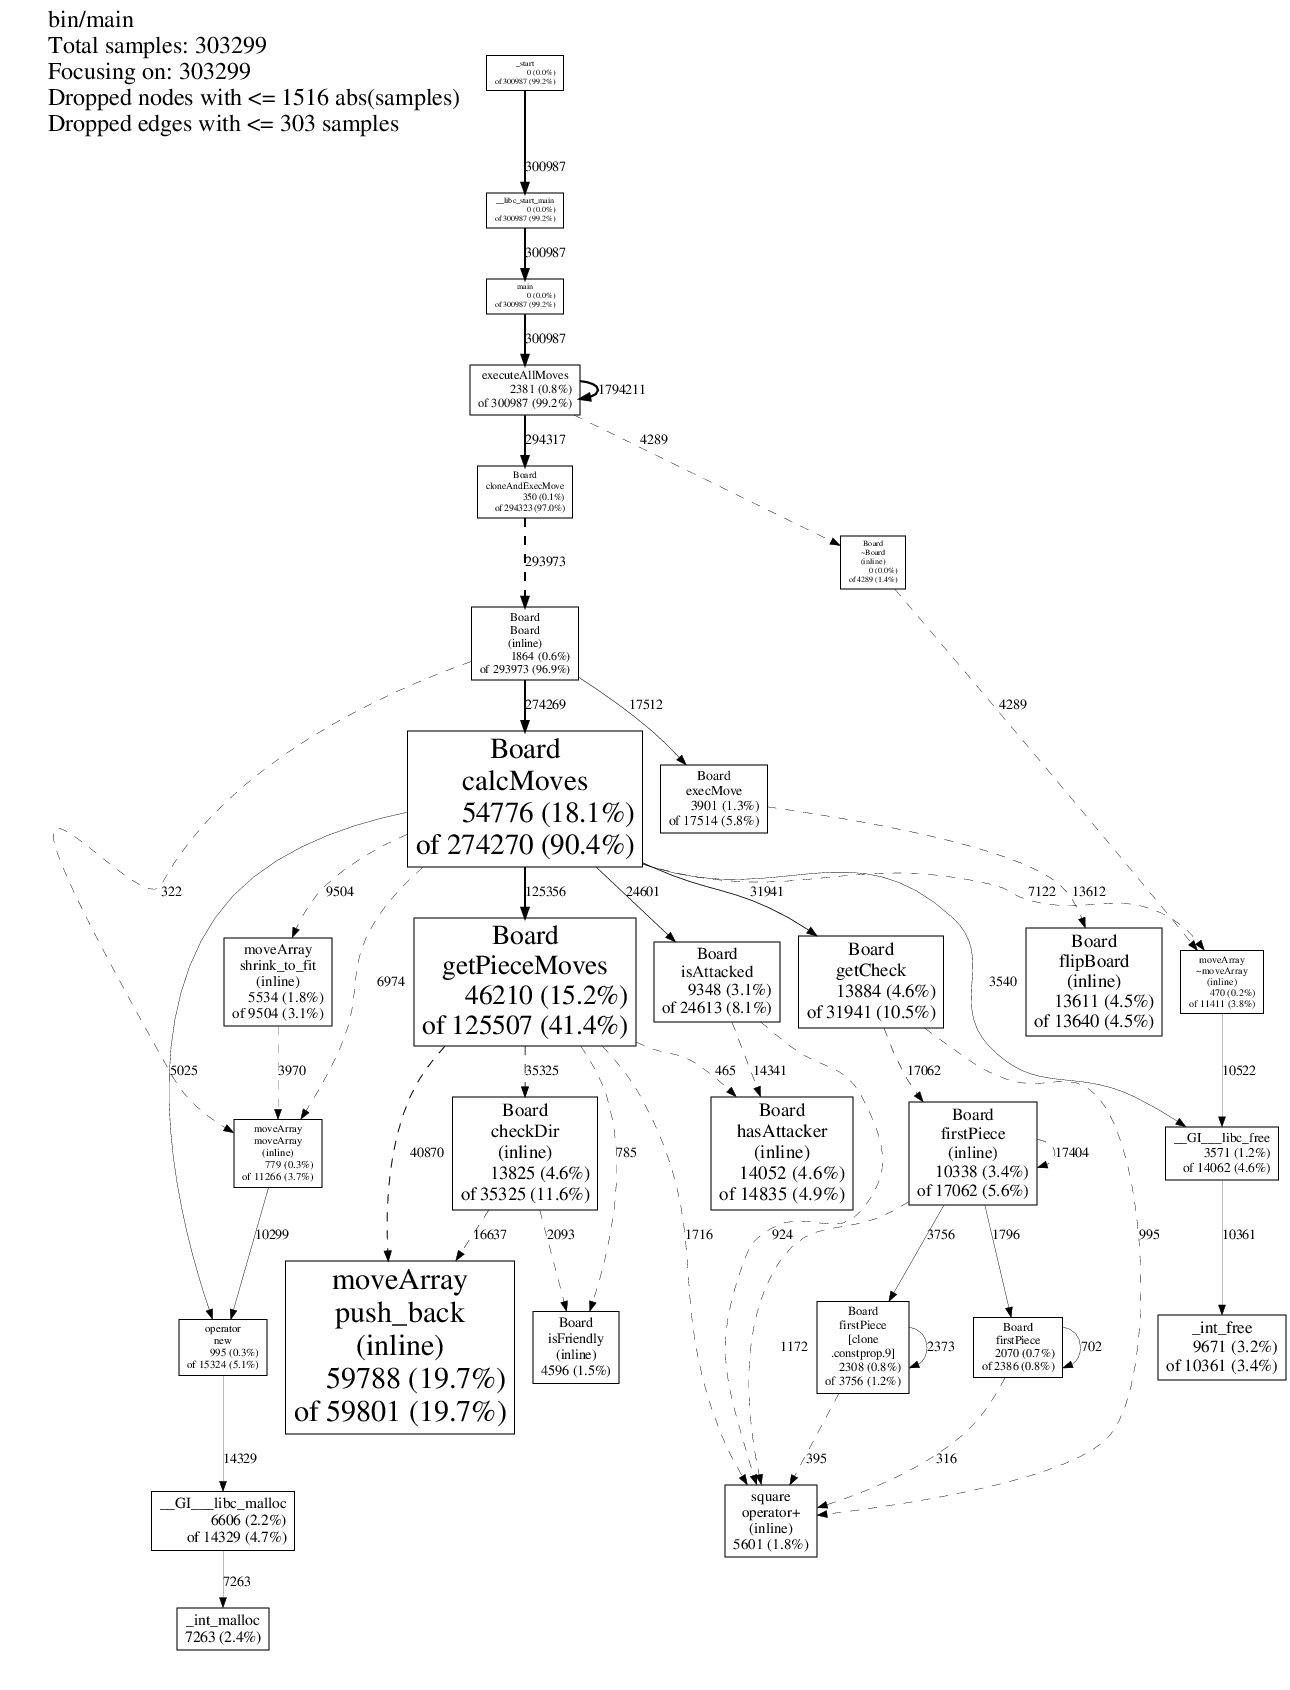 bin/main
Total samples: 303299
Focusing on: 303299
Dropped nodes with <= 1516 abs(samples)
Dropped edges with <= 303 samples
_start
0 (0.0%)
of 300987 (99.2%)
300987
__libc_start_main
0 (0.0%)
of 300987 (99.2%)
300987
main
0 (0.0%)
of 300987 (99.2%)
300987
executeAllMoves
2381 (0.8%)
of 300987 (99.2%)
1794211
294317
4289
Board
cloneAndExecMove
350 (0.1%)
of 294323 (97.0%)
Board
~Board
(inline)
0 (0.0%)
of 4289 (1.4%)
293973
Board
Board
(inline)
1864 (0.6%)
of 293973 (96.9%)
274269
17512
4289
Board
calcMoves
54776 (18.1%)
of 274270 (90.4%)
Board
execMove
3901 (1.3%)
of 17514 (5.8%)
322
9504
125356
24601
31941
7122
13612
moveArray
shrink_to_fit
(inline)
5534 (1.8%)
of 9504 (3.1%)
6974
Board
getPieceMoves
46210 (15.2%)
of 125507 (41.4%)
Board
isAttacked
9348 (3.1%)
of 24613 (8.1%)
Board
getCheck
13884 (4.6%)
of 31941 (10.5%)
3540
Board
flipBoard
(inline)
13611 (4.5%)
of 13640 (4.5%)
moveArray
~moveArray
(inline)
470 (0.2%)
of 11411 (3.8%)
5025
3970
35325
465
14341
17062
10522
moveArray
moveArray
(inline)
779 (0.3%)
of 11266 (3.7%)
40870
Board
checkDir
(inline)
13825 (4.6%)
of 35325 (11.6%)
785
Board
hasAttacker
(inline)
14052 (4.6%)
of 14835 (4.9%)
Board
firstPiece
(inline)
10338 (3.4%)
of 17062 (5.6%)
17404
__GI___libc_free
3571 (1.2%)
of 14062 (4.6%)
10299
16637
2093
1716
924
3756
1796
995
10361
operator
new
995 (0.3%)
of 15324 (5.1%)
moveArray
push_back
(inline)
59788 (19.7%)
of 59801 (19.7%)
Board
isFriendly
(inline)
4596 (1.5%)
1172
Board
firstPiece
[clone
.constprop.9]
2308 (0.8%)
of 3756 (1.2%)
2373
Board
firstPiece
2070 (0.7%)
of 2386 (0.8%)
702
_int_free
9671 (3.2%)
of 10361 (3.4%)
14329
395
316
__GI___libc_malloc
6606 (2.2%)
of 14329 (4.7%)
square
operator+
(inline)
5601 (1.8%)
7263
_int_malloc
7263 (2.4%)